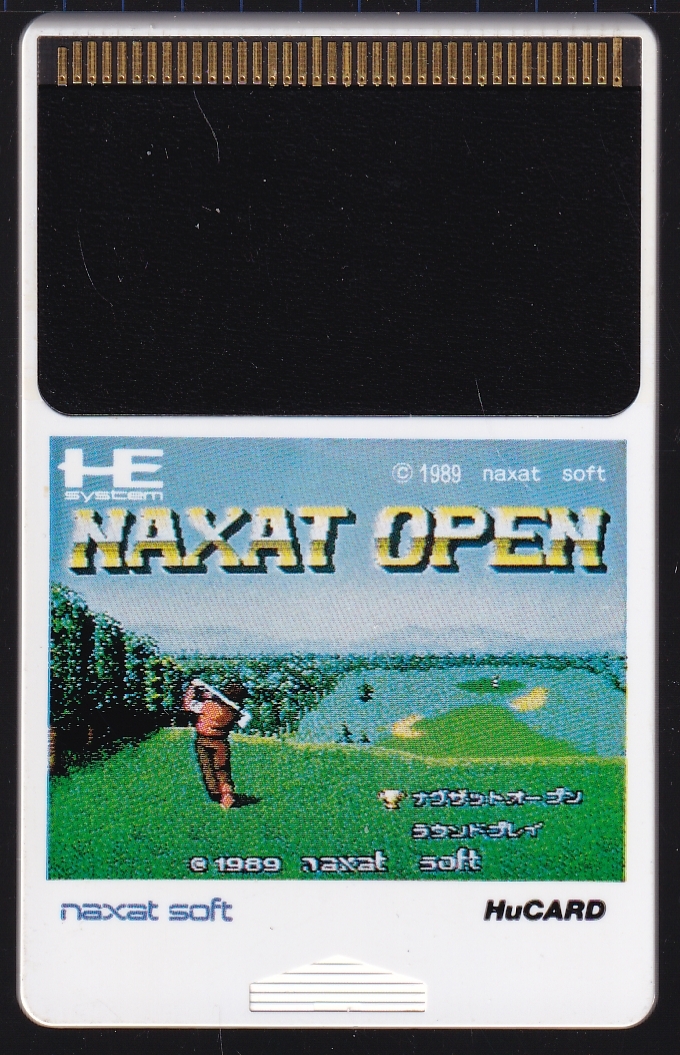 HE
system
© 1989 naxat soft
NAXAT OPEN
ナグザットオープン
ラウンドプレイ
© 1989 naxat soft
naxat soft
HuCARD